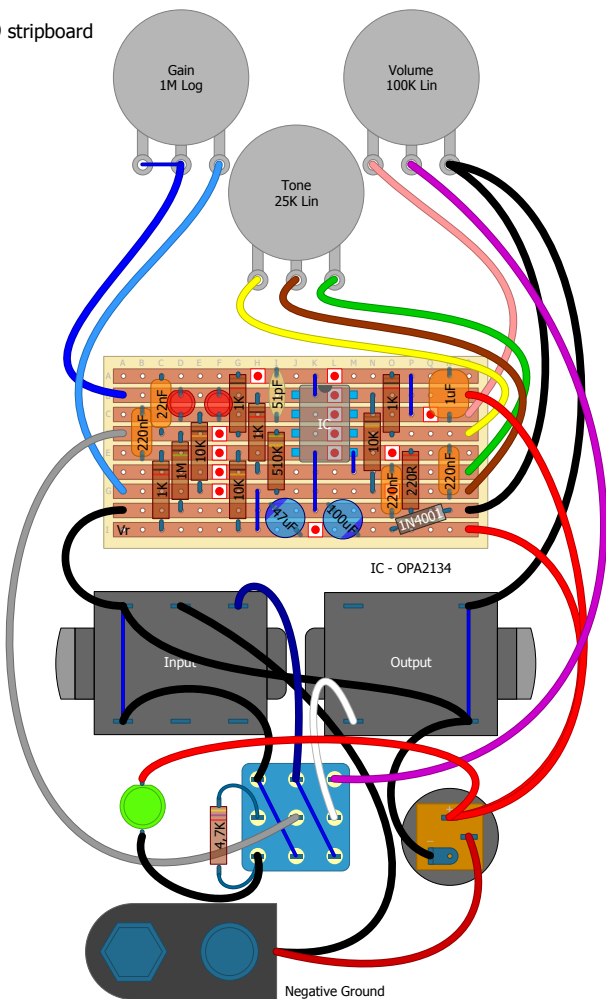 ) stripboard
Gain
1M Log
Volume
100K Lin
Tone
25K Lin
22nF
220nF
1K
1M
10K
10K
1K
1K
510K
51pF
IC
47uF
100uF
10K
1K
220nF
220R
1uF
220n
1N4001
Vr
IC - OPA2134
Input
Output
4.7K
Negative Ground